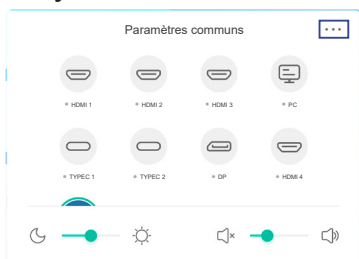 Paramètres communs
HDMI 1
HDMI 2
HDMI 3
PC
TYPEC 1
TYPEC 2
DP
HDMI 4